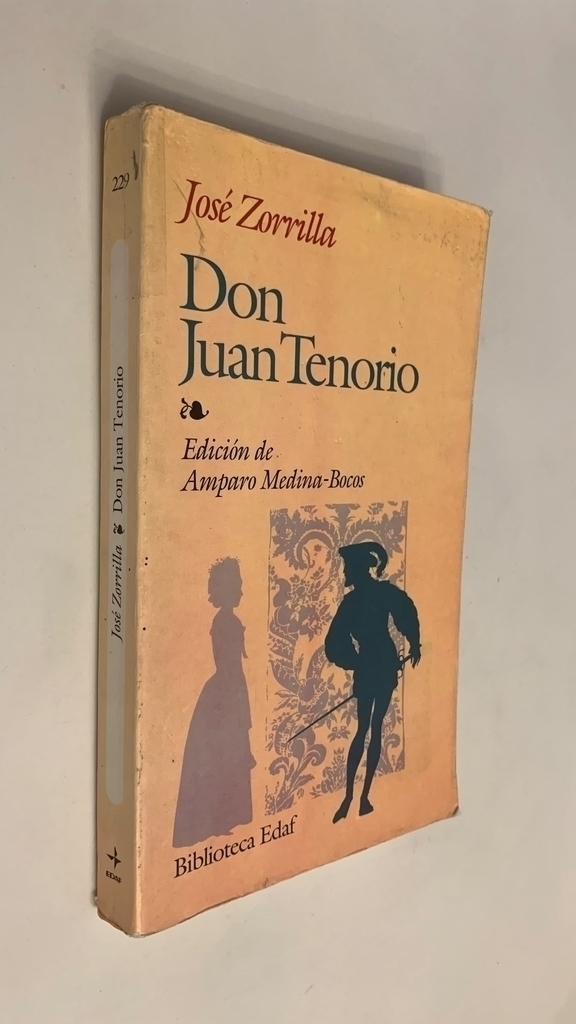 José Zorrilla
Don
Juan Tenorio
Edición de
Amparo Medina-Bocos
Biblioteca Edaf
229
José Zorrilla Don Juan Tenorio
EDAF